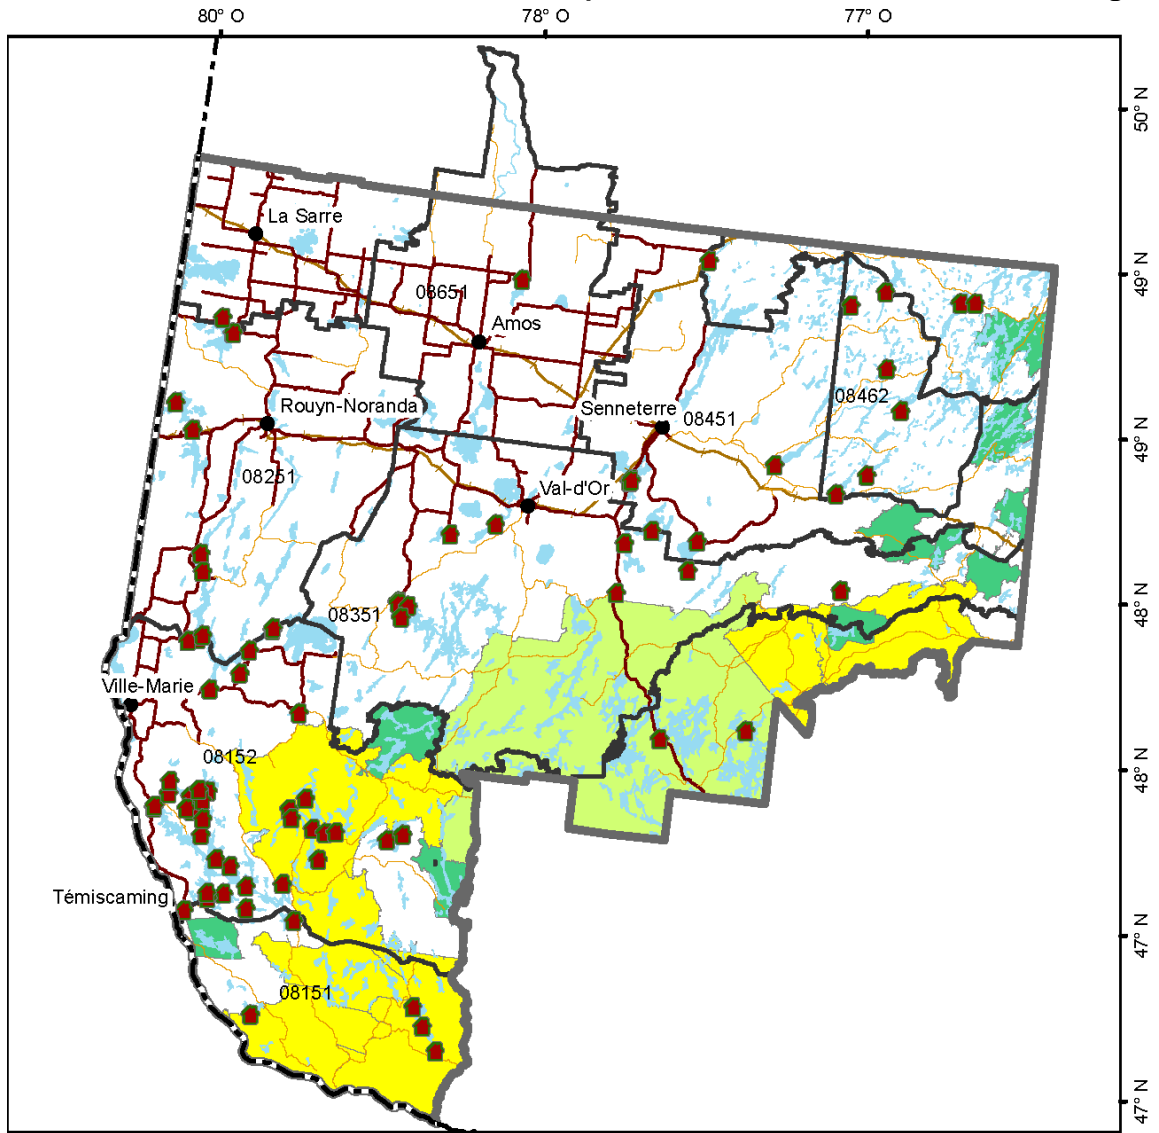 80° O
78° O
77° O
50° N
La Sarre
49° N
08651
Amos
Rouyn-Noranda
Senneterre
08451
08462
49° N
08251
Val-d'Or
08351
48° N
Ville-Marie
08152
48° N
Témiscaming
47° N
08151
47° N